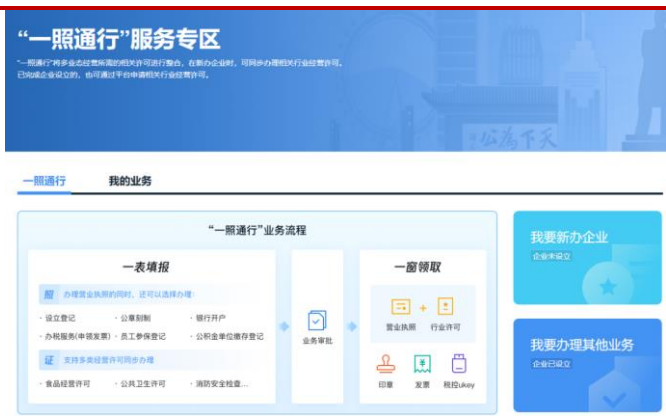 “一照通行”服务专区
“一照通行”将多业态经营所需的相关许可进行整合，在新办企业时，可同步办理相关行业经营许可。
已完成企业设立的，也可通过平台申请相关行业经营许可。
天下為公
一照通行
我的业务
“一照通行”业务流程
一表填报
照 办理营业执照的同时，还可以选择办理：
· 设立登记 · 公章刻制 · 银行开户
· 办税服务(申领发票) · 员工参保登记 · 公积金单位缴存登记
证 支持多类经营许可同步办理
· 食品经营许可 · 公共卫生许可 · 消防安全检查...
业务审批
一窗领取
营业执照 + 行业许可
印章 发票 税控ukey
我要新办企业
企业未设立
我要办理其他业务
企业已设立